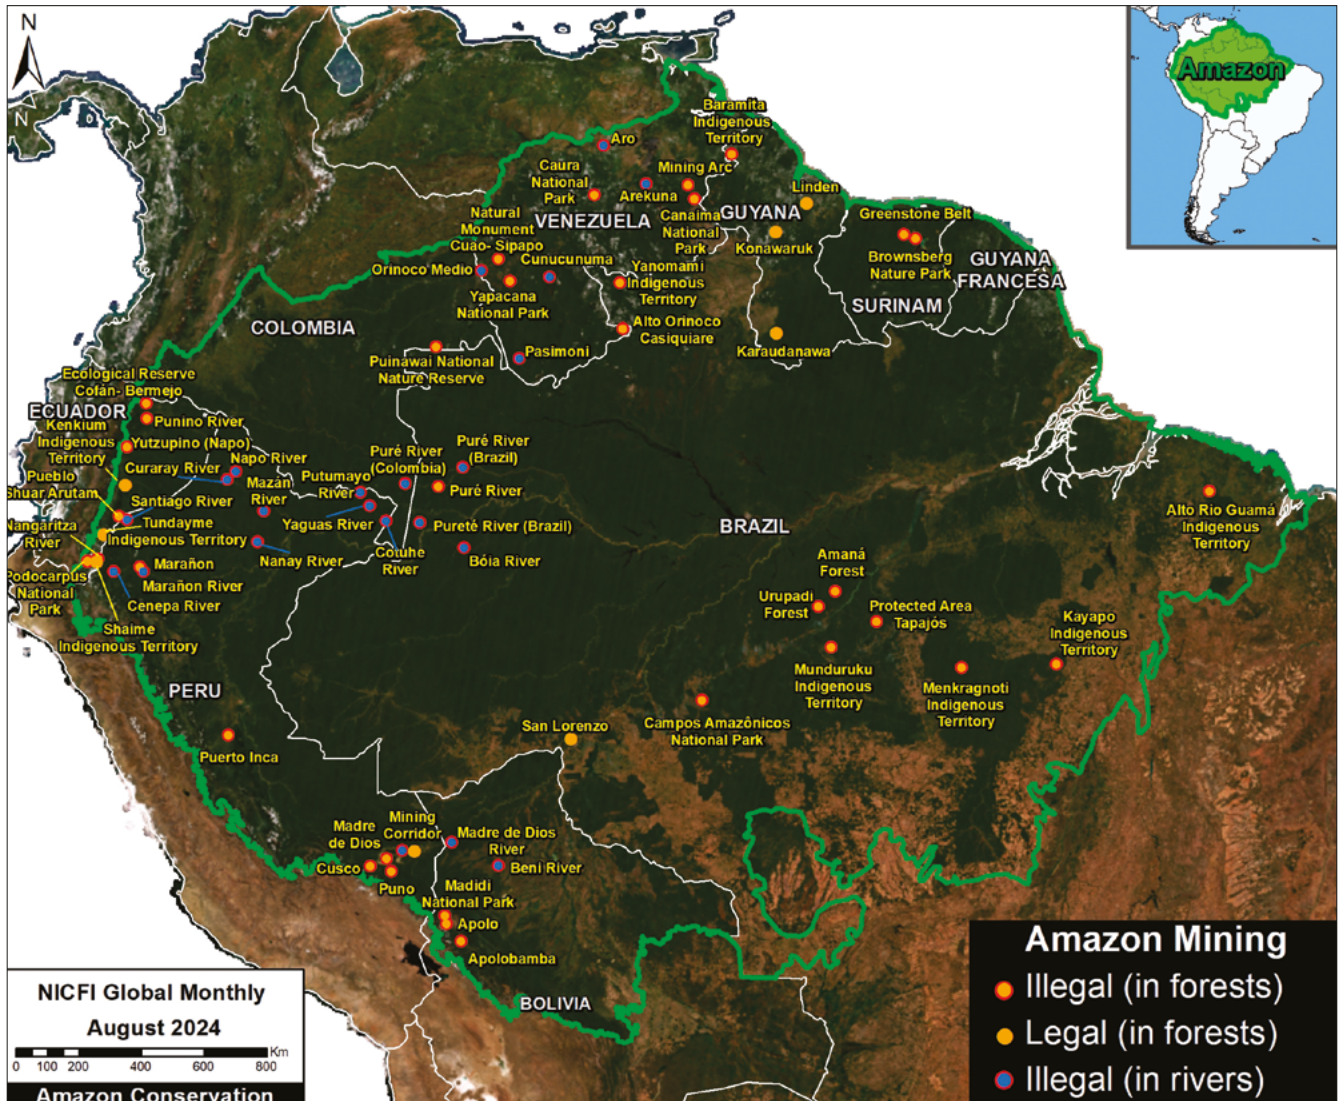 N
N
Amazon
Baramita
Indigenous
Territory
Aro
Caura
National
Park
Mining Arc
Arekuna
Linden
Natural
Monument
Cuao- Sipapo
VENEZUELA
Canaima
National
Park
GUYANA
Konawaruk
Greenstone Belt
Brownsberg
Nature Park
GUYANA
FRANCESA
SURINAM
Orinoco Medio
Cunucunuma
Yanomami
Indigenous
Territory
Yapacana
National Park
Alto Orinoco
Casiquiare
Karaudanawa
COLOMBIA
Puinawai National
Nature Reserve
Pasimoni
Ecological Reserve
Cofán- Bermejo
ECUADOR
Punino River
Kenkium
Indigenous
Territory
Yutzupino (Napo)
Curaray River
Napo River
Pueblo
Shuar Arutam
Mazán
River
Santiago River
Putumayo
River
Puré River
(Colombia)
Puré River
(Brazil)
Puré River
Nangaritza
River
Tundayme
Indigenous Territory
Yaguas River
Pureté River (Brazil)
Cotuhe
River
Nanay River
Bóia River
Marañon
Marañon River
Podocarpus
National
Park
Cenepa River
Shaime
Indigenous Territory
BRAZIL
Alto Rio Guamá
Indigenous
Territory
Amaná
Forest
Urupadi
Forest
Protected Area
Tapajós
Kayapo
Indigenous
Territory
Munduruku
Indigenous
Territory
Menkragnoti
Indigenous
Territory
PERU
Puerto Inca
San Lorenzo
Campos Amazônicos
National Park
Madre
de Dios
Mining
Corridor
Madre de Dios
River
Cusco
Puno
Beni River
Madidi
National Park
Apolo
Apolobamba
BOLIVIA
NICFI Global Monthly
August 2024
0 100 200 400 600 800 Km
Amazon Conservation
Amazon Mining
Illegal (in forests)
Legal (in forests)
Illegal (in rivers)